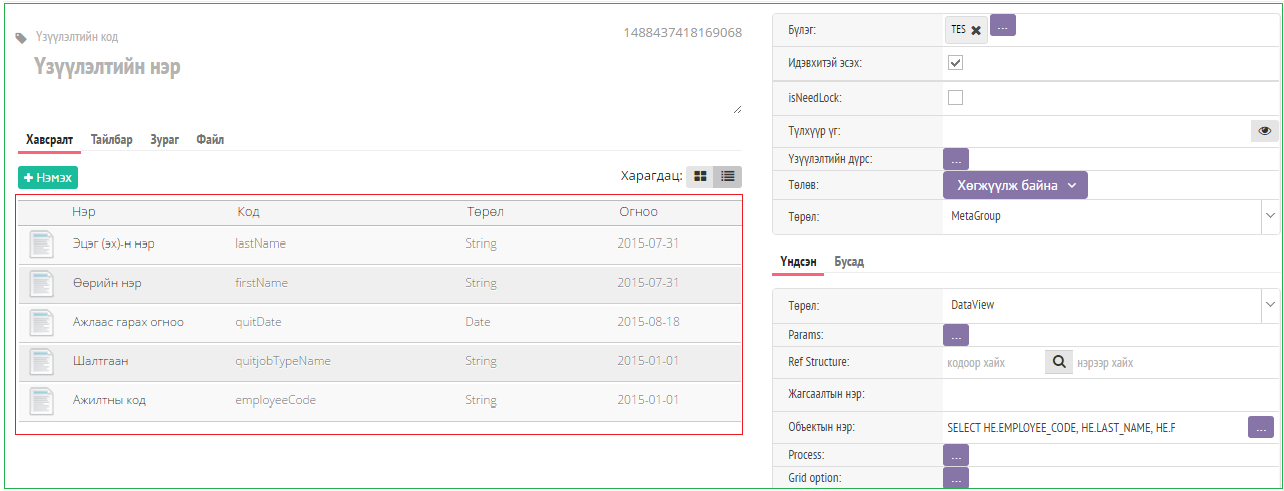 Үзүүлэлтийн код
1488437418169068
Үзүүлэлтийн нэр
Хавсралт Тайлбар Зураг Файл
+ Нэмэх
Харагдац:
Нэр Код Төрөл Огноо
Эцэг (эх)-н нэр lastName String 2015-07-31
Өөрийн нэр firstName String 2015-07-31
Ажлаас гарах огноо quitDate Date 2015-08-18
Шалтгаан quitjobTypeName String 2015-01-01
Ажилтны код employeeCode String 2015-01-01
Бүлэг: TES ...
Идэвхитэй эсэх:
isNeedLock:
Түлхүүр үг:
Үзүүлэлтийн дүрс: ...
Төлөв: Хөгжүүлж байна
Төрөл: MetaGroup
Үндсэн Бусад
Төрөл: DataView
Params: ...
Ref Structure: кодоор хайх нэрээр хайх
Жагсаалтын нэр:
Объектын нэр: SELECT HE.EMPLOYEE_CODE, HE.LAST_NAME, HE.F ...
Process: ...
Grid option: ...